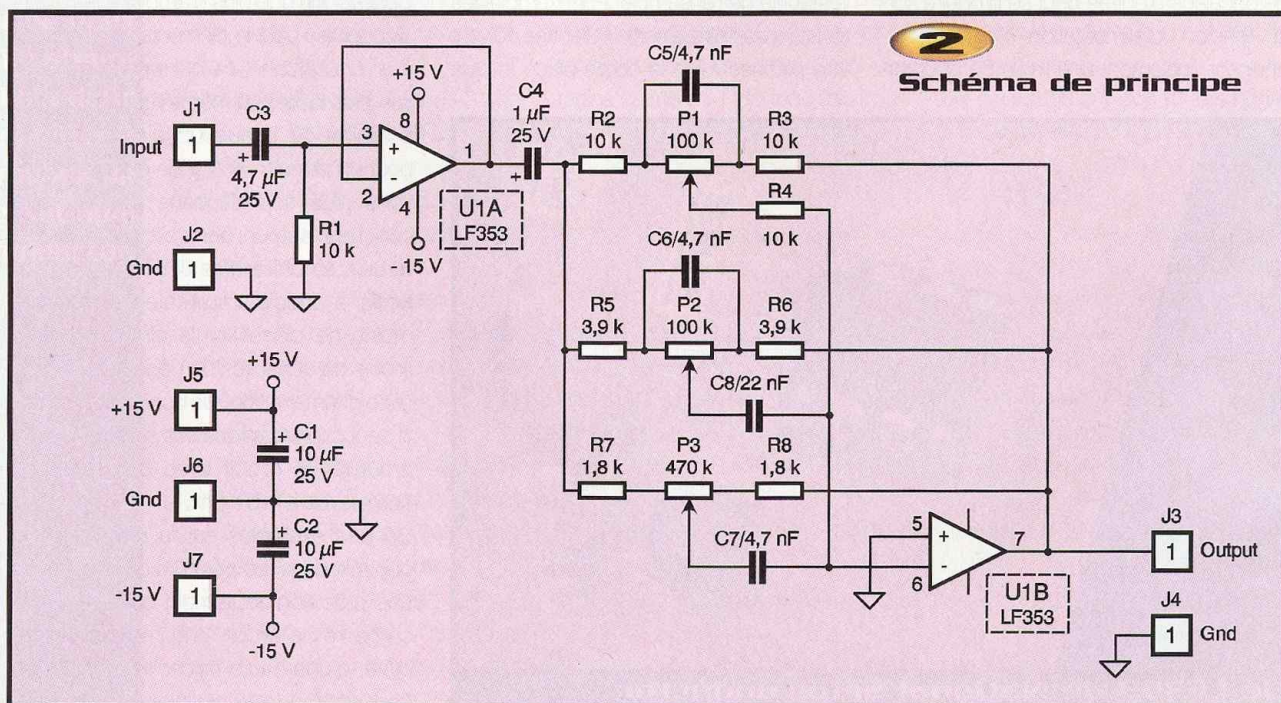 2
Schéma de principe
J1
Input
1
C3
+
4,7 µF
25 V
J2
Gnd
1
R1
10 k
+15 V
8
3
+
2
-
1
4
- 15 V
U1A
LF353
C4
1 µF
25 V
+
C5/4,7 nF
R2
10 k
P1
100 k
R3
10 k
R4
10 k
C6/4,7 nF
R5
3,9 k
P2
100 k
R6
3,9 k
C8/22 nF
R7
1,8 k
P3
470 k
R8
1,8 k
C7/4,7 nF
5
+
6
-
7
U1B
LF353
J3
1
Output
J4
1
Gnd
+15 V
J5
+15 V
1
+
C1
10 µF
25 V
J6
Gnd
1
+
C2
10 µF
25 V
J7
-15 V
1
-15 V